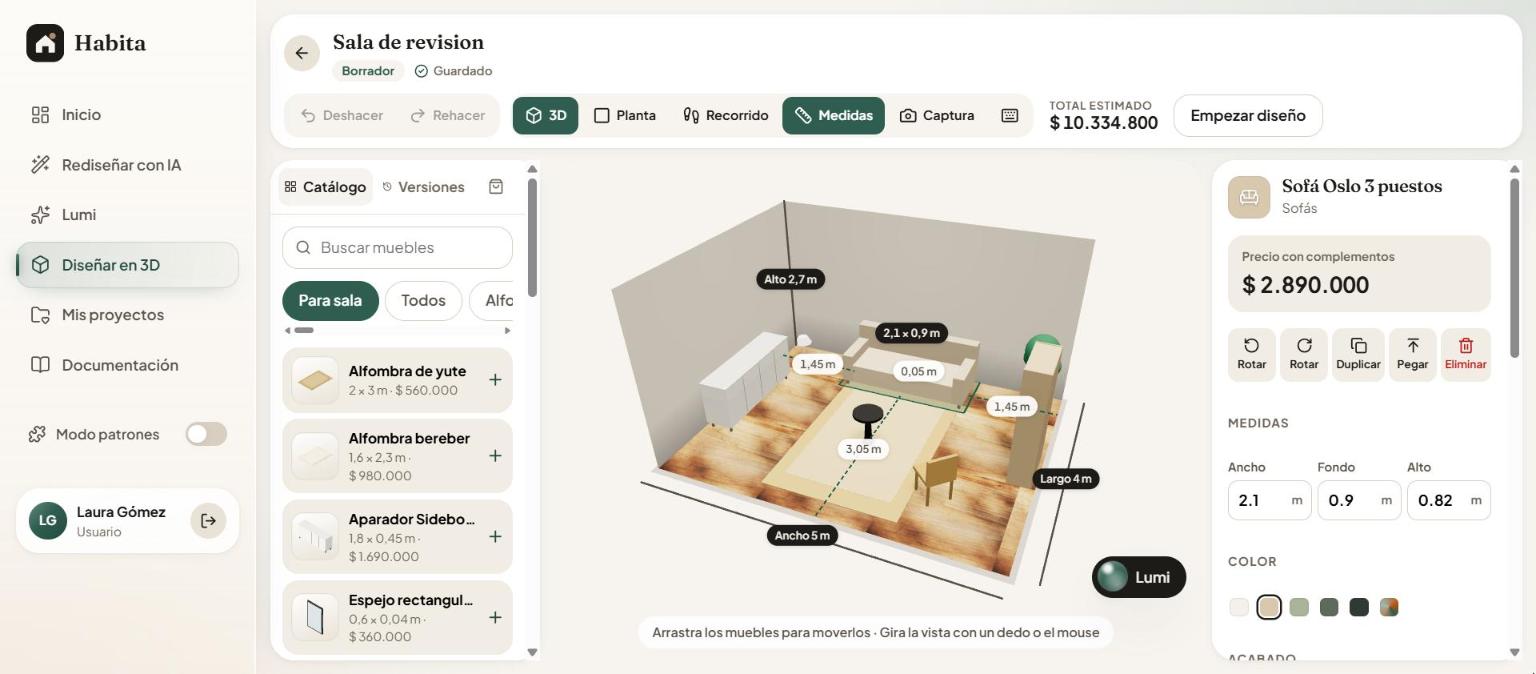 Habita
Inicio
Rediseñar con IA
Lumi
Diseñar en 3D
Mis proyectos
Documentación
Modo patrones
LG
Laura Gómez
Usuario
Sala de revision
Borrador
Guardado
Deshacer
Rehacer
3D
Planta
Recorrido
Medidas
Captura
TOTAL ESTIMADO
$ 10.334.800
Empezar diseño
Catálogo
Versiones
Buscar muebles
Para sala
Todos
Alfo
Alfombra de yute
2 × 3 m · $ 560.000
Alfombra bereber
1,6 × 2,3 m ·
$ 980.000
Aparador Sidebo...
1,8 × 0,45 m ·
$ 1.690.000
Espejo rectangul...
0,6 × 0,04 m ·
$ 360.000
Alto 2,7 m
2,1 × 0,9 m
1,45 m
0,05 m
1,45 m
3,05 m
Largo 4 m
Ancho 5 m
Lumi
Arrastra los muebles para moverlos · Gira la vista con un dedo o el mouse
Sofá Oslo 3 puestos
Sofás
Precio con complementos
$ 2.890.000
Rotar
Rotar
Duplicar
Pegar
Eliminar
MEDIDAS
Ancho
Fondo
Alto
2.1 m
0.9 m
0.82 m
COLOR
ACABADO